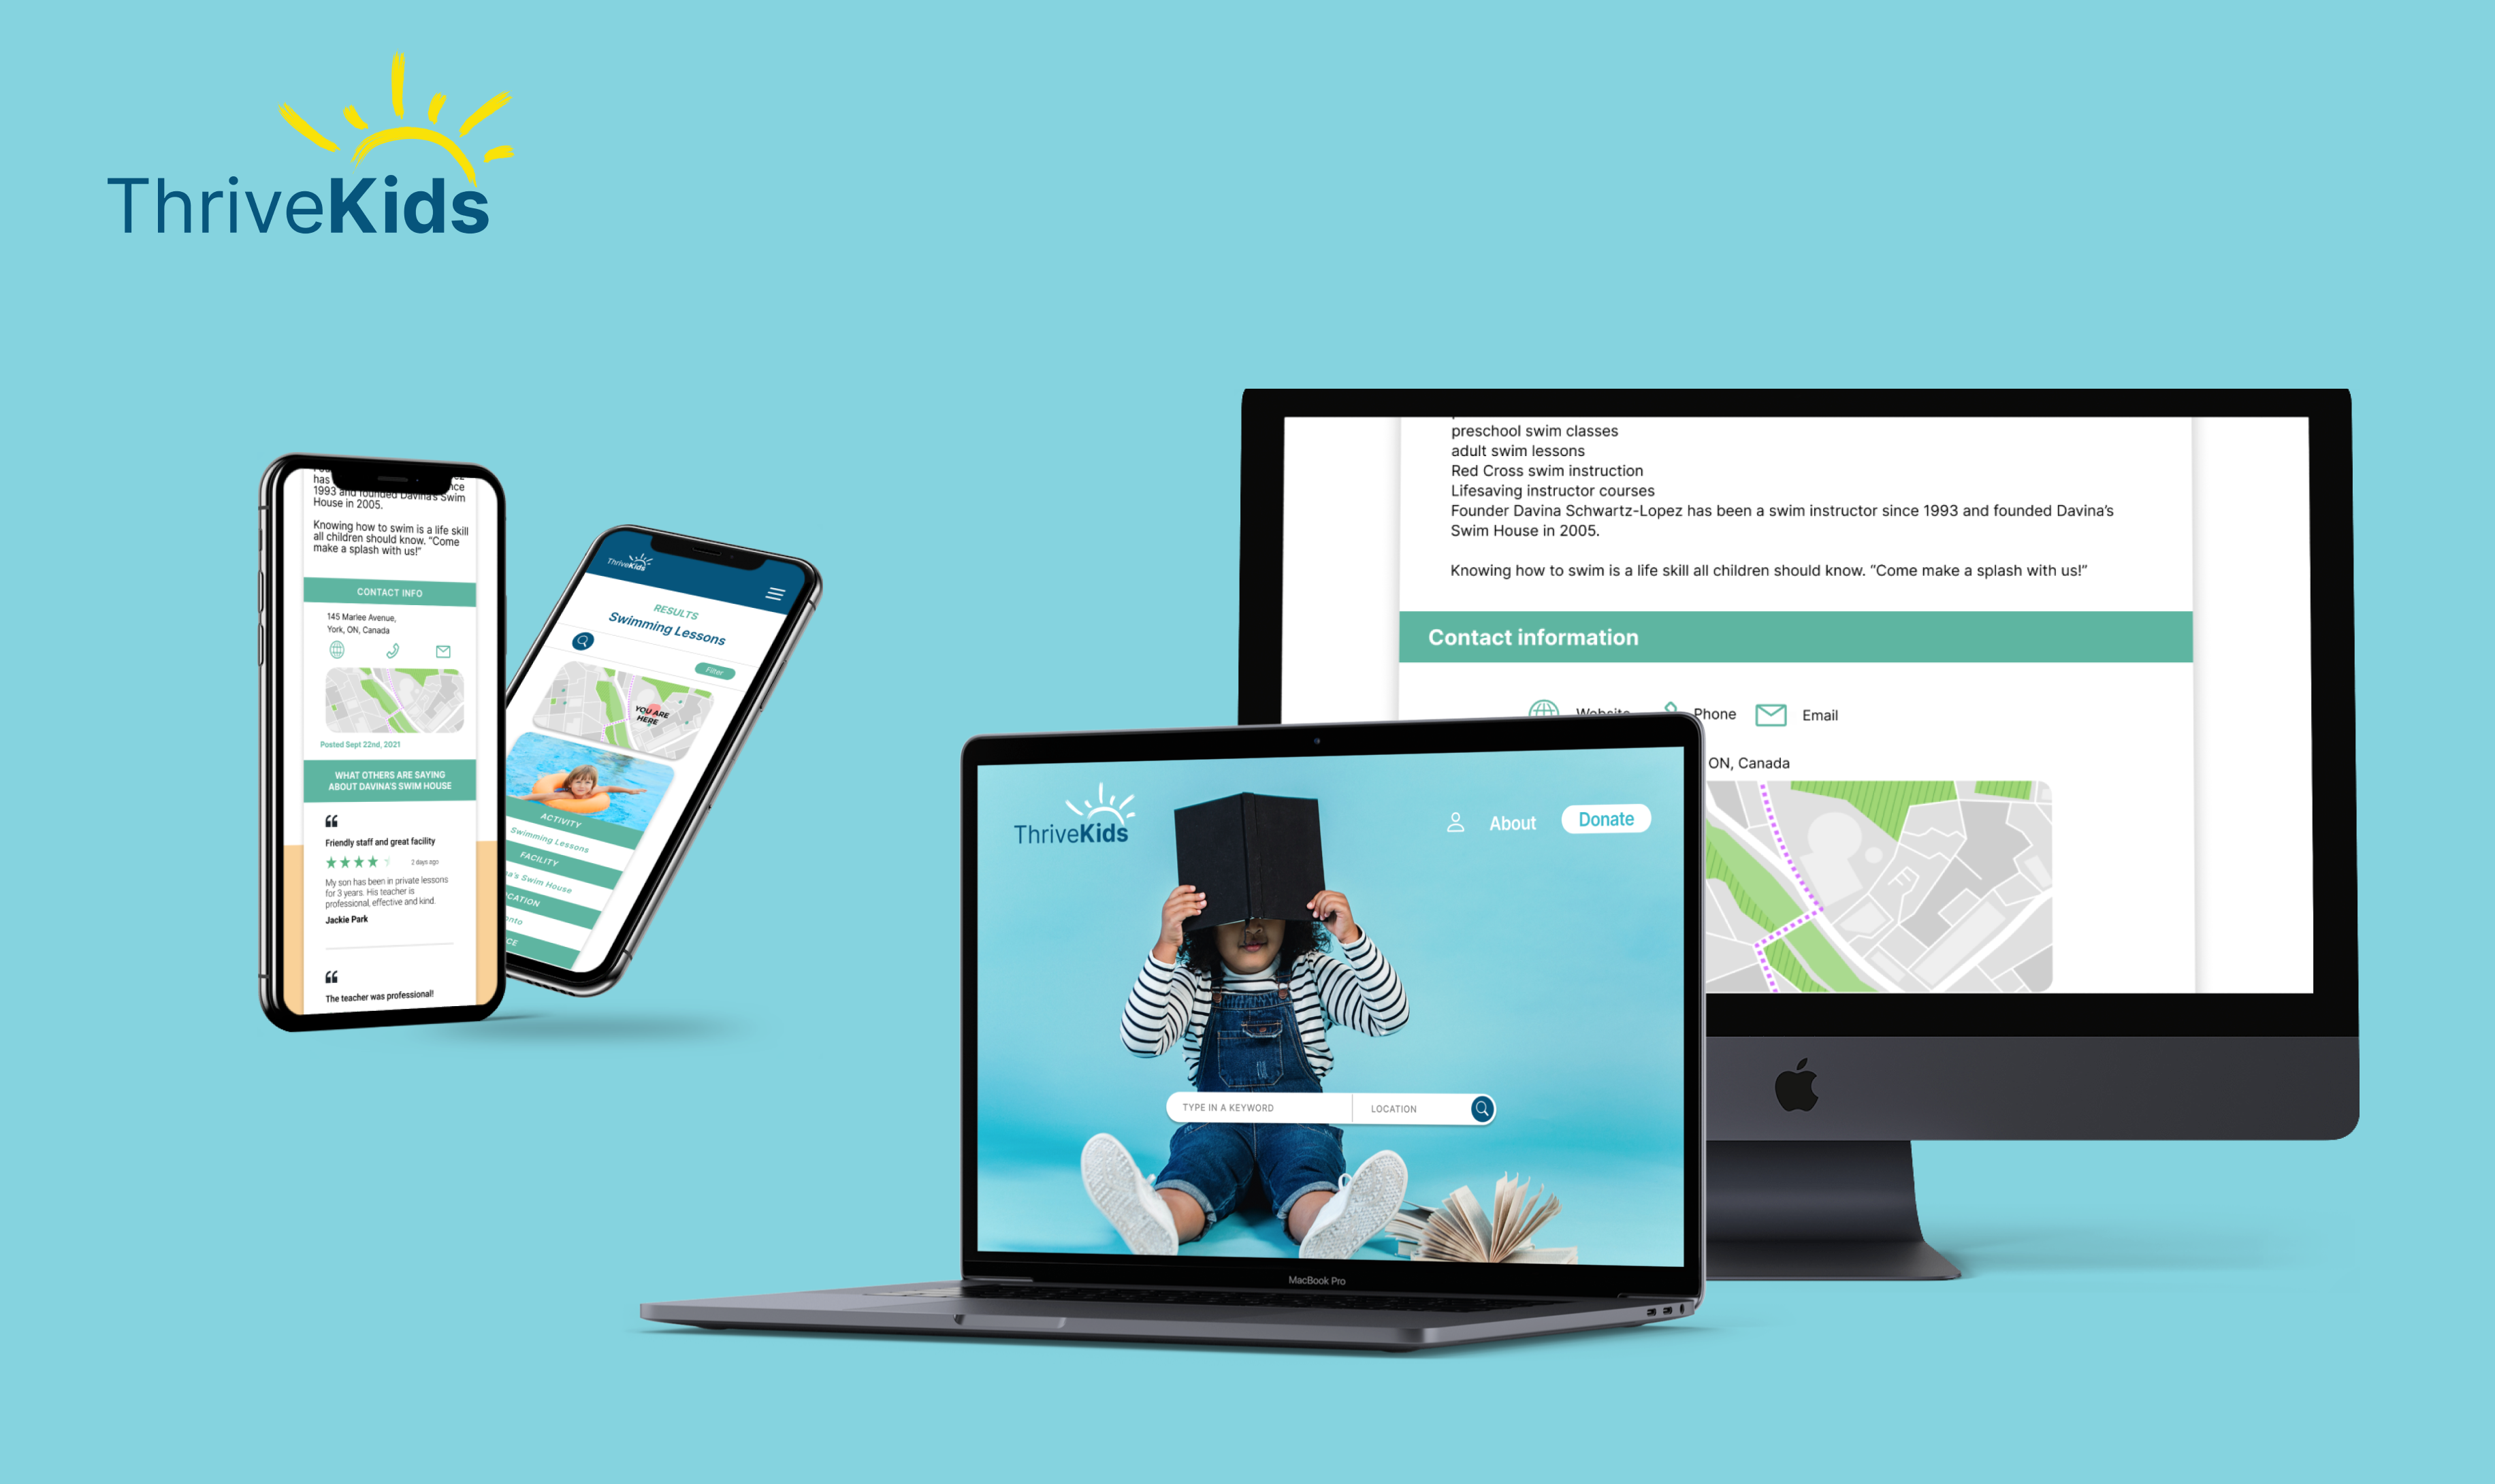 ThriveKids
has
1993 and founded Davina's Swim
House in 2005.
Knowing how to swim is a life skill
all children should know. “Come
make a splash with us!”
CONTACT INFO
145 Marlee Avenue,
York, ON, Canada
Posted Sept 22nd, 2021
WHAT OTHERS ARE SAYING
ABOUT DAVINA'S SWIM HOUSE
“
Friendly staff and great facility
2 days ago
My son has been in private lessons
for 3 years. His teacher is
professional, effective and kind.
Jackie Park
“
The teacher was professional!
ThriveKids
RESULTS
Swimming Lessons
Filter
YOU ARE
HERE
ACTIVITY
Swimming Lessons
FACILITY
Swim House
preschool swim classes
adult swim lessons
Red Cross swim instruction
Lifesaving instructor courses
Founder Davina Schwartz-Lopez has been a swim instructor since 1993 and founded Davina’s
Swim House in 2005.
Knowing how to swim is a life skill all children should know. “Come make a splash with us!”
Contact information
Website Phone Email
ON, Canada
ThriveKids
About Donate
TYPE IN A KEYWORD LOCATION
MacBook Pro